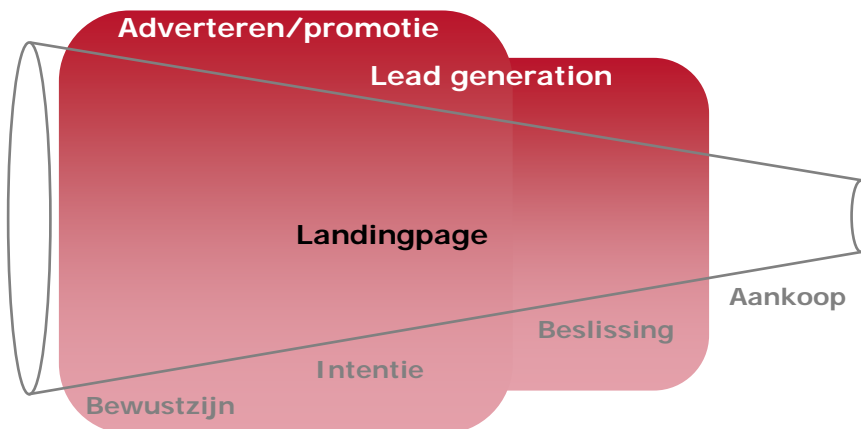 Adverteren/promotie
Lead generation
Landingpage
Aankoop
Beslissing
Intentie
Bewustzijn